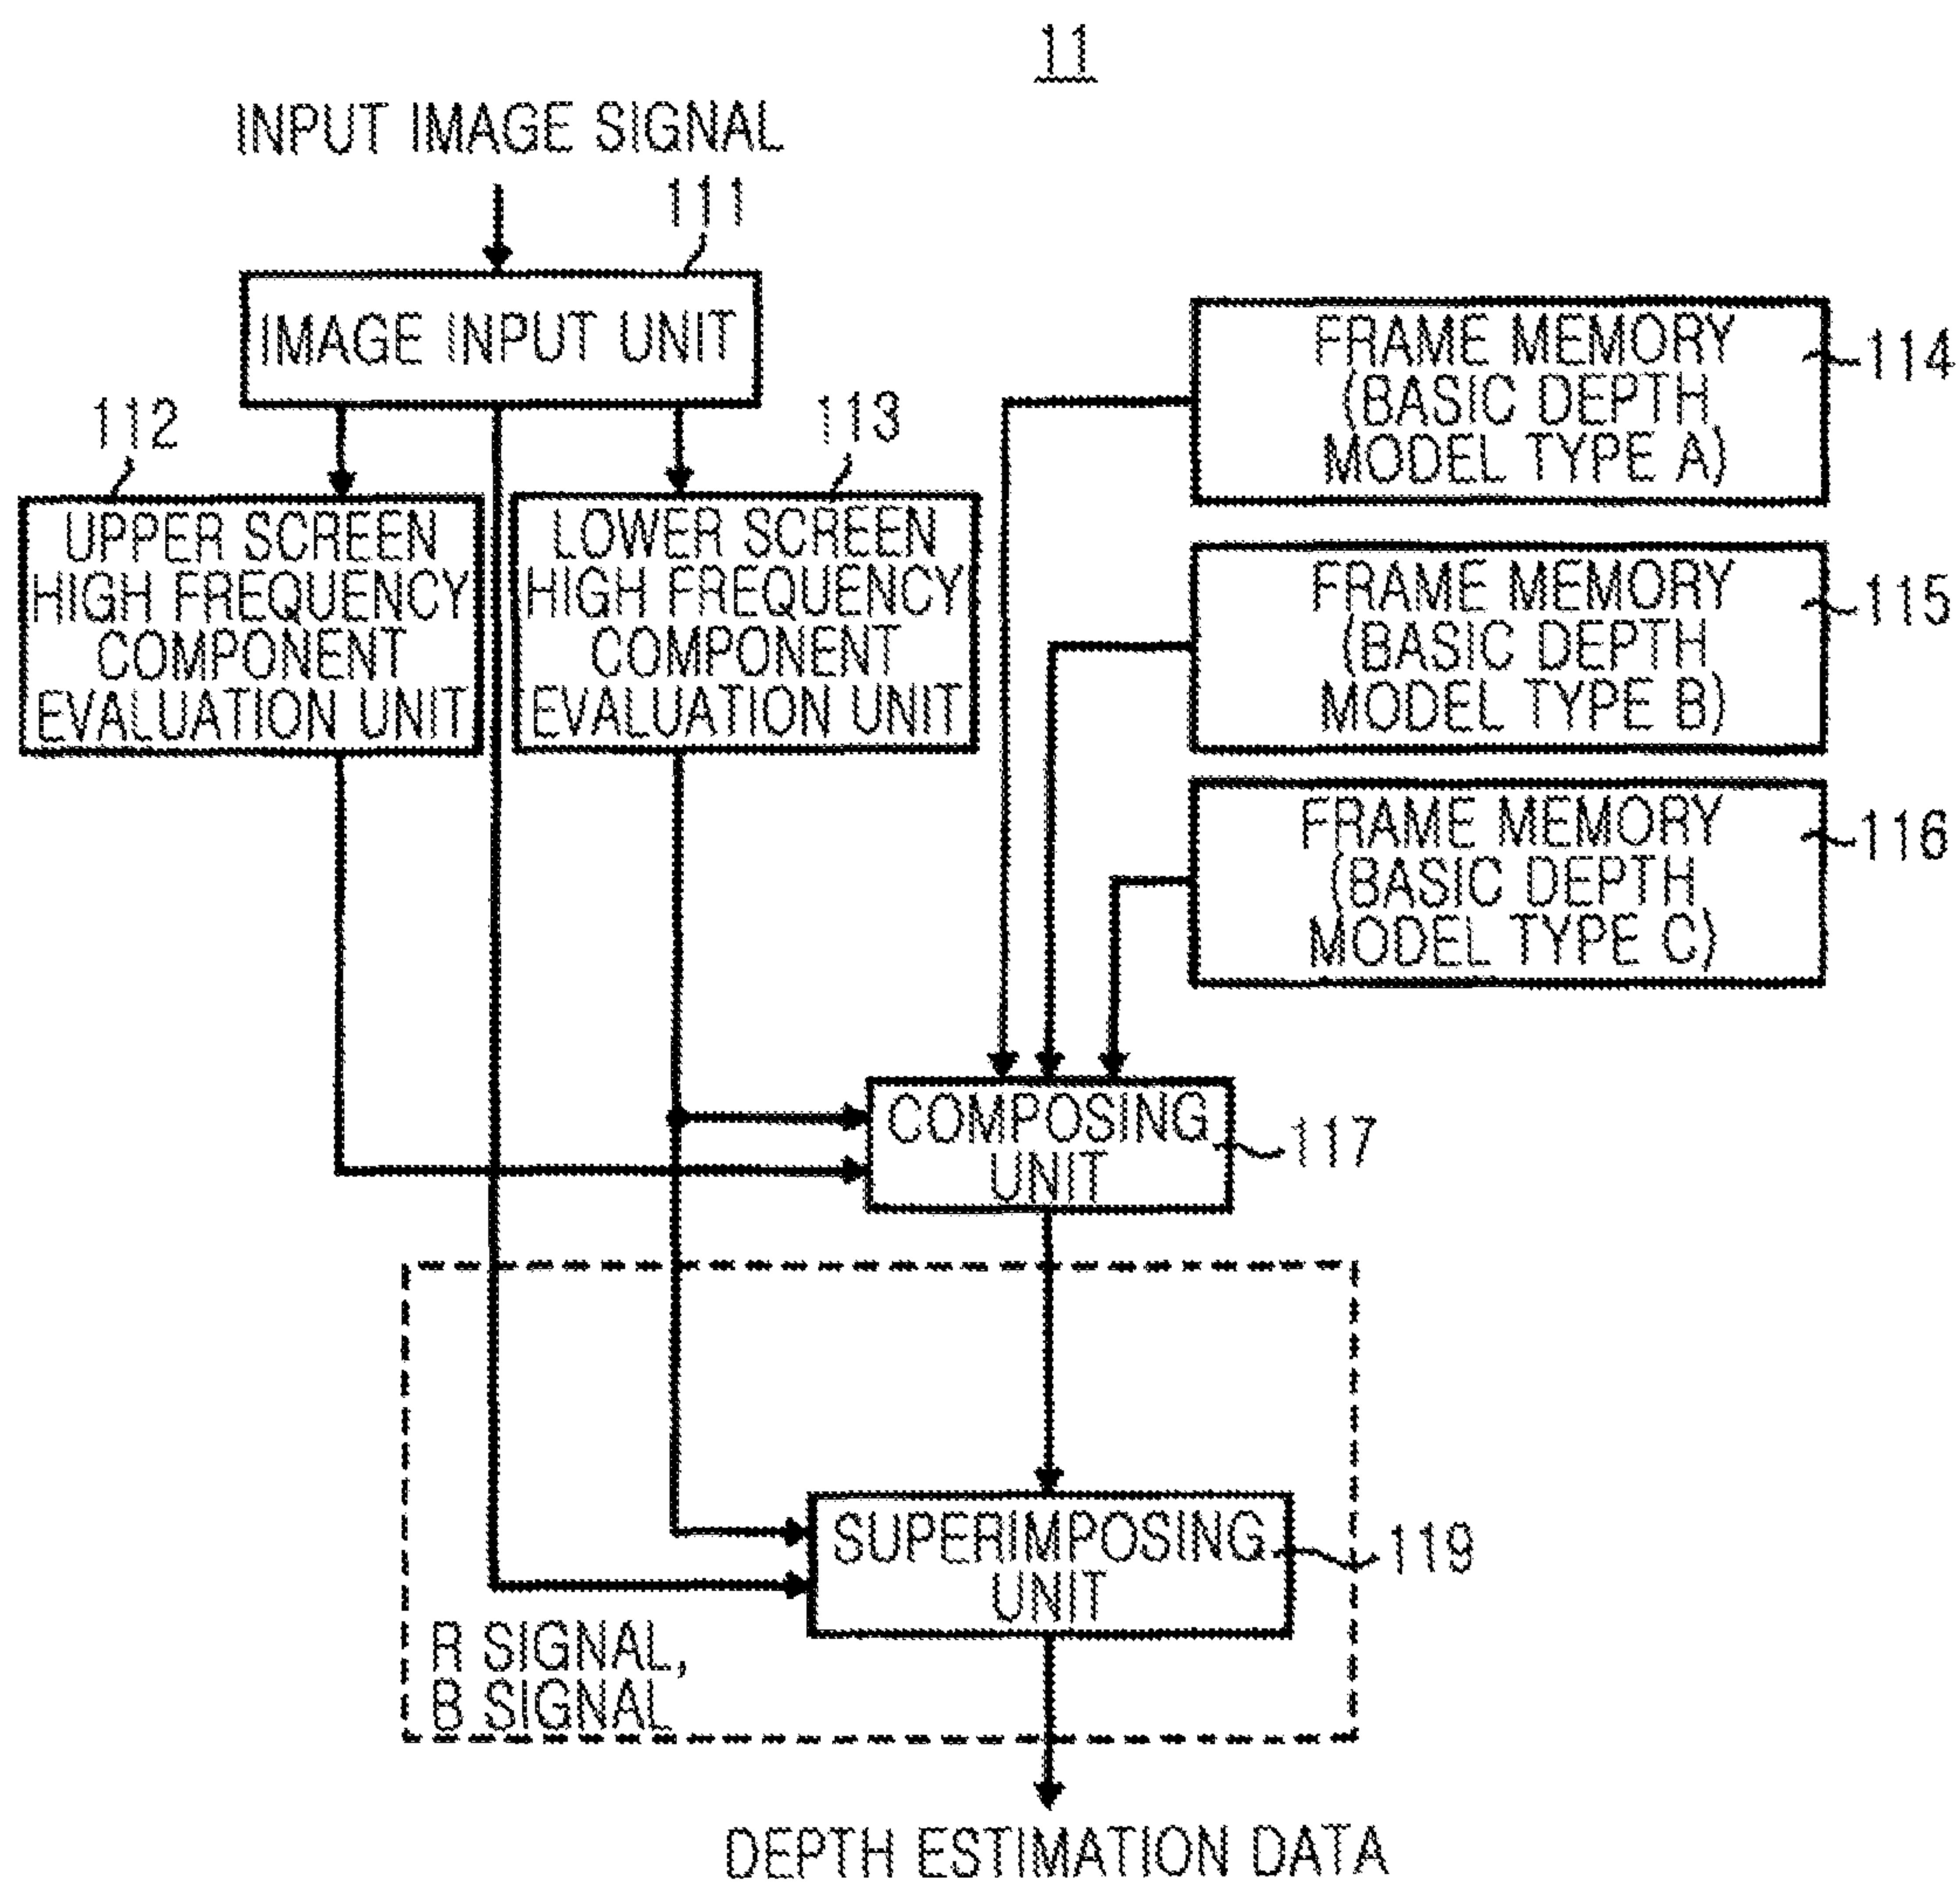 11
INPUT IMAGE SIGNAL
111
IMAGE INPUT UNIT
112
UPPER SCREEN
HIGH FREQUENCY
COMPONENT
EVALUATION UNIT
113
LOWER SCREEN
HIGH FREQUENCY
COMPONENT
EVALUATION UNIT
FRAME MEMORY
(BASIC DEPTH
MODEL TYPE A)
114
FRAME MEMORY
(BASIC DEPTH
MODEL TYPE B)
115
FRAME MEMORY
(BASIC DEPTH
MODEL TYPE C)
116
COMPOSING
UNIT
117
SUPERIMPOSING
UNIT
119
R SIGNAL,
B SIGNAL
DEPTH ESTIMATION DATA